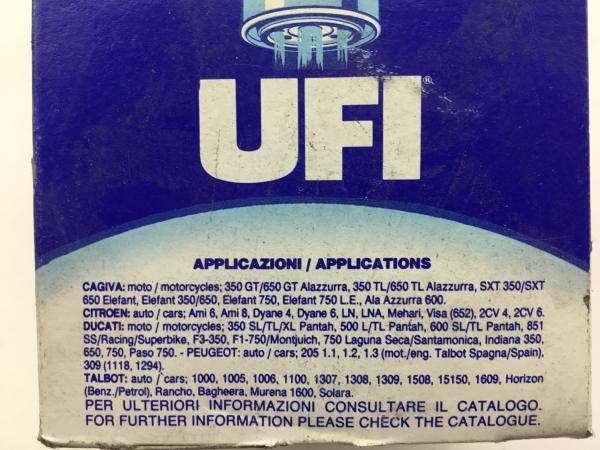 UFI®
APPLICAZIONI / APPLICATIONS
CAGIVA: moto / motorcycles; 350 GT/650 GT Alazzurra, 350 TL/650 TL Alazzurra, SXT 350/SXT
650 Elefant, Elefant 350/650, Elefant 750, Elefant 750 L.E., Ala Azzurra 600.
CITROEN: auto / cars; Ami 6, Ami 8, Dyane 4, Dyane 6, LN, LNA, Mehari, Visa (652), 2CV 4, 2CV 6.
DUCATI: moto / motorcycles; 350 SL/TL/XL Pantah, 500 L/TL Pantah, 600 SL/TL Pantah, 851
SS/Racing/Superbike, F3-350, F1-750/Montjuich, 750 Laguna Seca/Santamonica, Indiana 350,
650, 750, Paso 750. - PEUGEOT: auto / cars; 205 1.1, 1.2, 1.3 (mot./eng. Talbot Spagna/Spain),
309 (1118, 1294).
TALBOT: auto / cars; 1000, 1005, 1006, 1100, 1307, 1308, 1309, 1508, 15150, 1609, Horizon
(Benz./Petrol), Rancho, Bagheera, Murena 1600, Solara.
PER ULTERIORI INFORMAZIONI CONSULTARE IL CATALOGO.
FOR FURTHER INFORMATION PLEASE CHECK THE CATALOGUE.